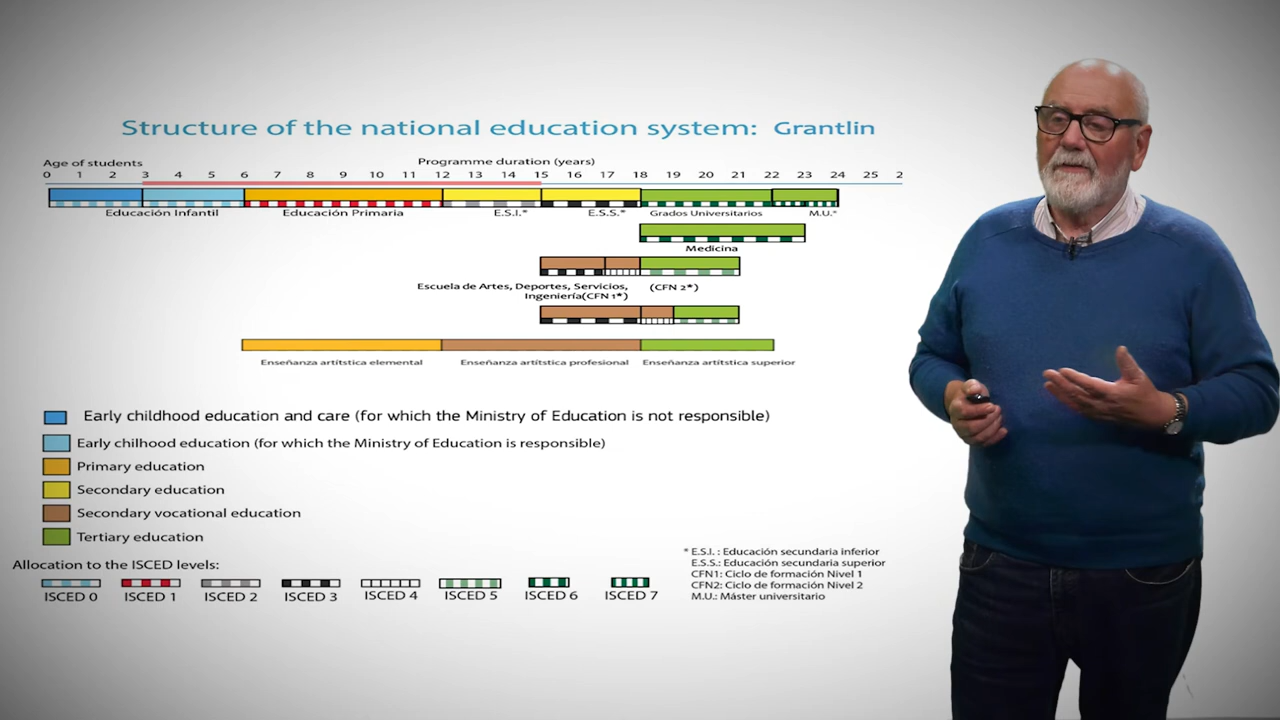 Structure of the national education system: Grantlin
Age of students
Programme duration (years)
0 1 2 3 4 5 6 7 8 9 10 11 12 13 14 15 16 17 18 19 20 21 22 23 24 25 2
Educación Infantil Educación Primaria E.S.I.* E.S.S.* Grados Universitarios M.U.*
Medicina
Escuela de Artes, Deportes, Servicios, (CFN 2*)
Ingeniería(CFN 1*)
Enseñanza artítstica elemental Enseñanza artítstica profesional Enseñanza artítstica superior
Early childhood education and care (for which the Ministry of Education is not responsible)
Early chilhood education (for which the Ministry of Education is responsible)
Primary education
Secondary education
Secondary vocational education
Tertiary education
Allocation to the ISCED levels:
ISCED 0 ISCED 1 ISCED 2 ISCED 3 ISCED 4 ISCED 5 ISCED 6 ISCED 7
* E.S.I. : Educación secundaria inferior
E.S.S.: Educación secundaria superior
CFN1: Ciclo de formación Nivel 1
CFN2: Ciclo de formación Nivel 2
M.U.: Máster universitario